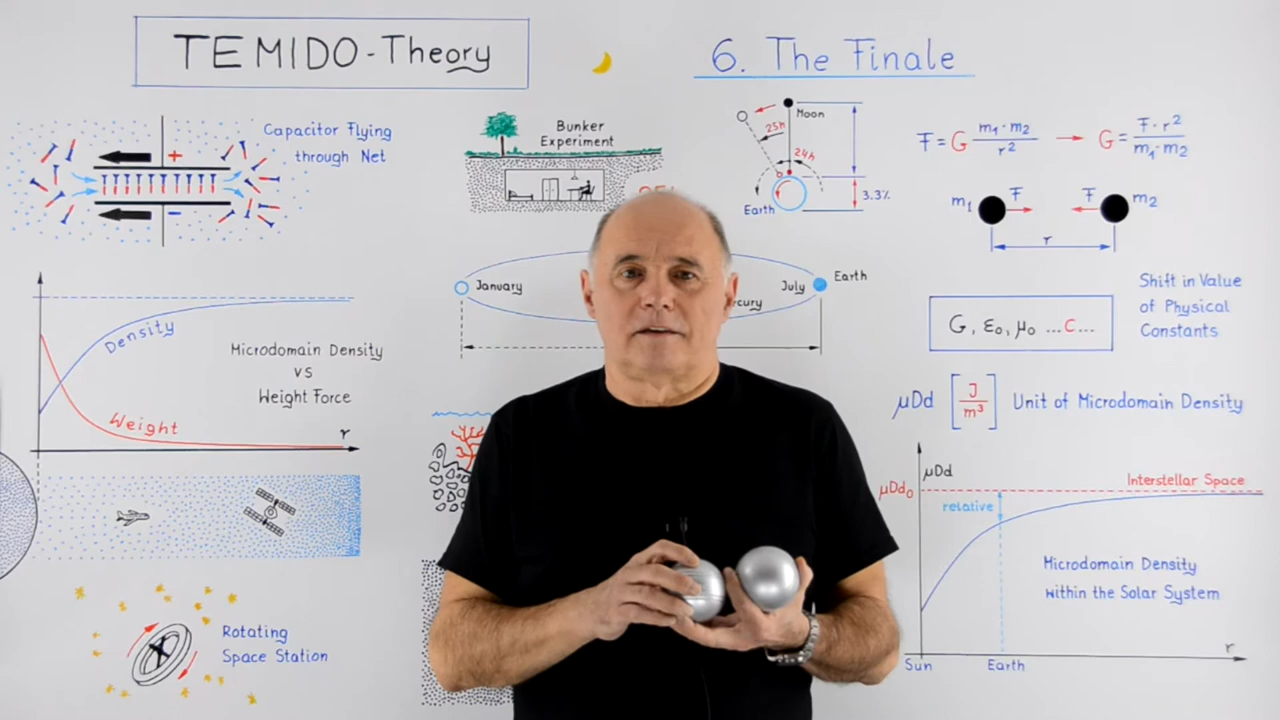 TEMIDO-Theory
6. The Finale
Capacitor Flying
through Net
+
-
Bunker
Experiment
Moon
25h
24h
3.3%
Earth
F = G m1·m2 / r² → G = F·r² / m1·m2
m1 F F m2
r
Density
Microdomain Density
vs
Weight Force
Weight
r
January
July
Earth
Shift in Value
of Physical
Constants
G, ε0, μ0 ...c...
μDd [J/m³] Unit of Microdomain Density
μDd
μDd0
Interstellar Space
relative
Microdomain Density
within the Solar System
Sun
Earth
r
Rotating
Space Station